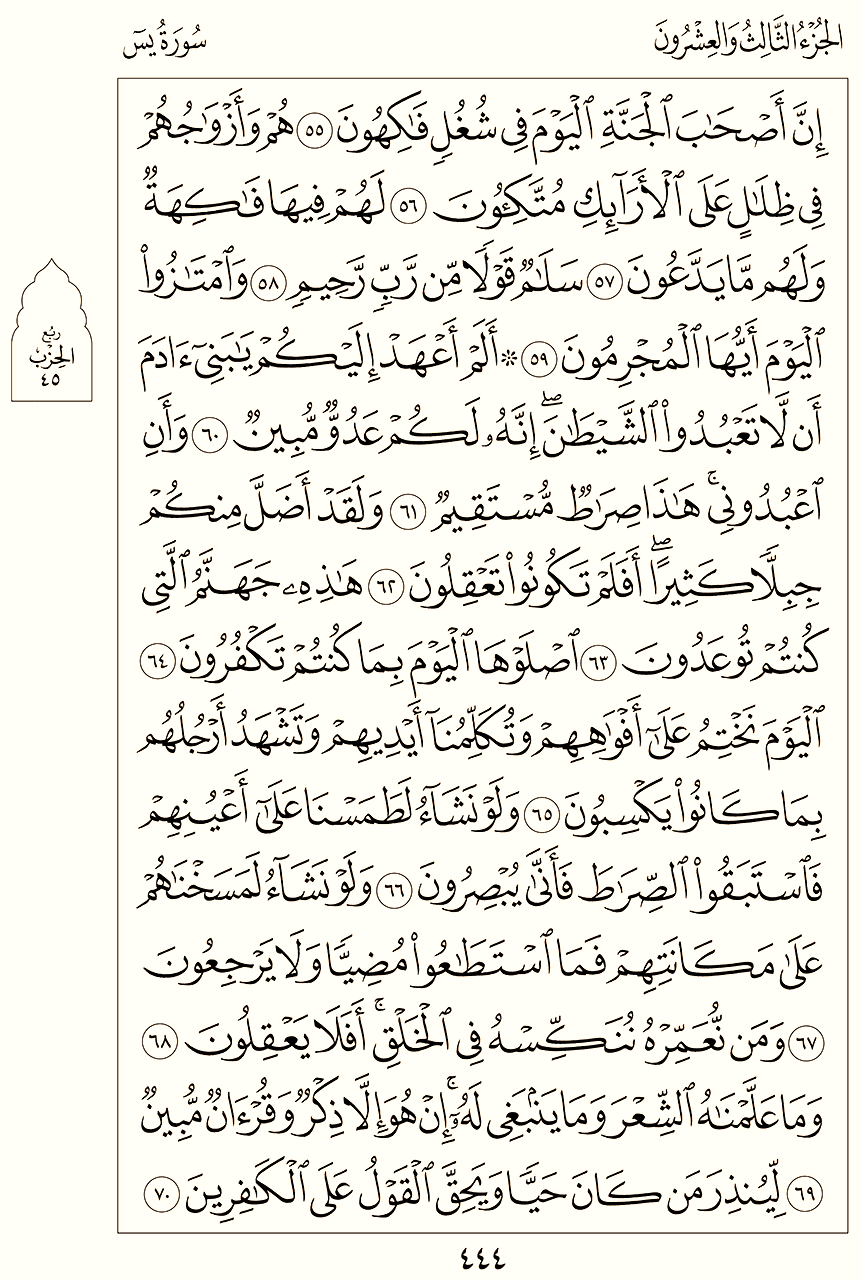 الجُزْءُ الثَّالِثُ وَالعِشْرُونَ
سُورَةُ يسٓ
إِنَّ أَصْحَٰبَ ٱلْجَنَّةِ ٱلْيَوْمَ فِى شُغُلٍ فَٰكِهُونَ ٥٥ هُمْ وَأَزْوَٰجُهُمْ
فِى ظِلَٰلٍ عَلَى ٱلْأَرَآئِكِ مُتَّكِـُٔونَ ٥٦ لَهُمْ فِيهَا فَٰكِهَةٌ
وَلَهُم مَّا يَدَّعُونَ ٥٧ سَلَٰمٌ قَوْلًا مِّن رَّبٍّ رَّحِيمٍ ٥٨ وَٱمْتَٰزُوا۟
ٱلْيَوْمَ أَيُّهَا ٱلْمُجْرِمُونَ ٥٩ ۞ أَلَمْ أَعْهَدْ إِلَيْكُمْ يَٰبَنِىٓ ءَادَمَ
أَن لَّا تَعْبُدُوا۟ ٱلشَّيْطَٰنَ ۖ إِنَّهُۥ لَكُمْ عَدُوٌّ مُّبِينٌ ٦٠ وَأَنِ
ٱعْبُدُونِى ۚ هَٰذَا صِرَٰطٌ مُّسْتَقِيمٌ ٦١ وَلَقَدْ أَضَلَّ مِنكُمْ
جِبِلًّا كَثِيرًا ۖ أَفَلَمْ تَكُونُوا۟ تَعْقِلُونَ ٦٢ هَٰذِهِۦ جَهَنَّمُ ٱلَّتِى
كُنتُمْ تُوعَدُونَ ٦٣ ٱصْلَوْهَا ٱلْيَوْمَ بِمَا كُنتُمْ تَكْفُرُونَ ٦٤
ٱلْيَوْمَ نَخْتِمُ عَلَىٰٓ أَفْوَٰهِهِمْ وَتُكَلِّمُنَآ أَيْدِيهِمْ وَتَشْهَدُ أَرْجُلُهُم
بِمَا كَانُوا۟ يَكْسِبُونَ ٦٥ وَلَوْ نَشَآءُ لَطَمَسْنَا عَلَىٰٓ أَعْيُنِهِمْ
فَٱسْتَبَقُوا۟ ٱلصِّرَٰطَ فَأَنَّىٰ يُبْصِرُونَ ٦٦ وَلَوْ نَشَآءُ لَمَسَخْنَٰهُمْ
عَلَىٰ مَكَانَتِهِمْ فَمَا ٱسْتَطَٰعُوا۟ مُضِيًّا وَلَا يَرْجِعُونَ
٦٧ وَمَن نُّعَمِّرْهُ نُنَكِّسْهُ فِى ٱلْخَلْقِ ۚ أَفَلَا يَعْقِلُونَ ٦٨
وَمَا عَلَّمْنَٰهُ ٱلشِّعْرَ وَمَا يَنۢبَغِى لَهُۥٓ ۚ إِنْ هُوَ إِلَّا ذِكْرٌ وَقُرْءَانٌ مُّبِينٌ
٦٩ لِّيُنذِرَ مَن كَانَ حَيًّا وَيَحِقَّ ٱلْقَوْلُ عَلَى ٱلْكَٰفِرِينَ ٧٠
رُبع
الحِزْب
٤٥
٤٤٤